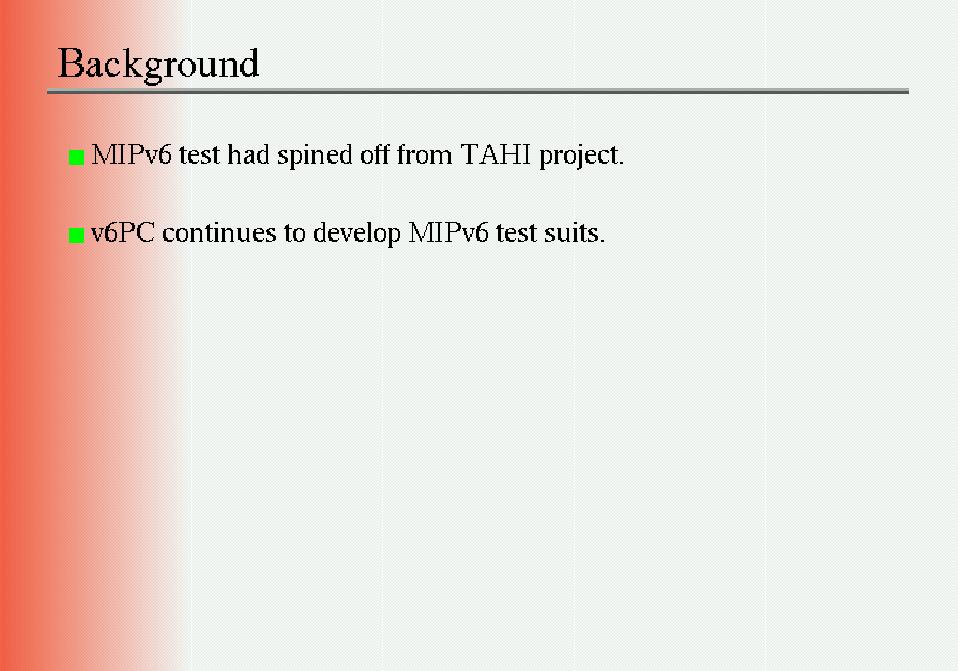 Background
MIPv6 test had spined off from TAHI project.
v6PC continues to develop MIPv6 test suits.